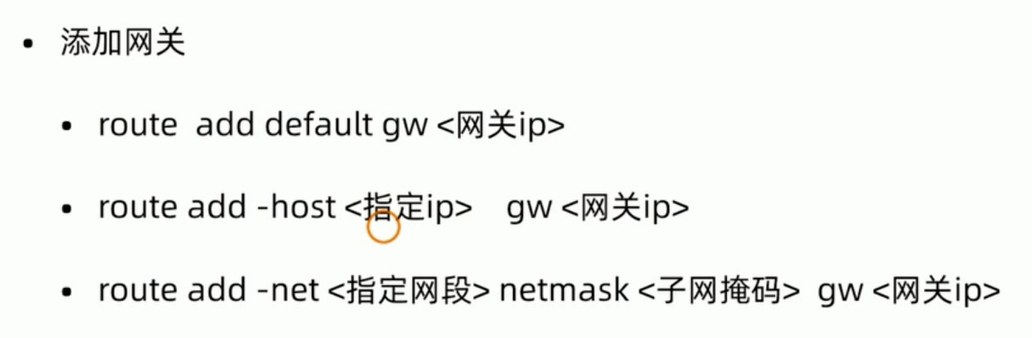 添加网关
route add default gw <网关ip>
route add -host <指定ip> gw <网关ip>
route add -net <指定网段> netmask <子网掩码> gw <网关ip>